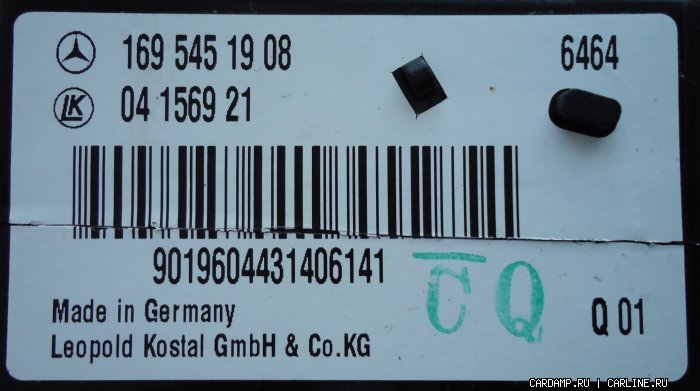 169 545 19 08 6464
LK 04 1569 21
9019604431406141
C Q
Made in Germany Q 01
Leopold Kostal GmbH & Co.KG
CARDAMP.RU | CARLINE.RU